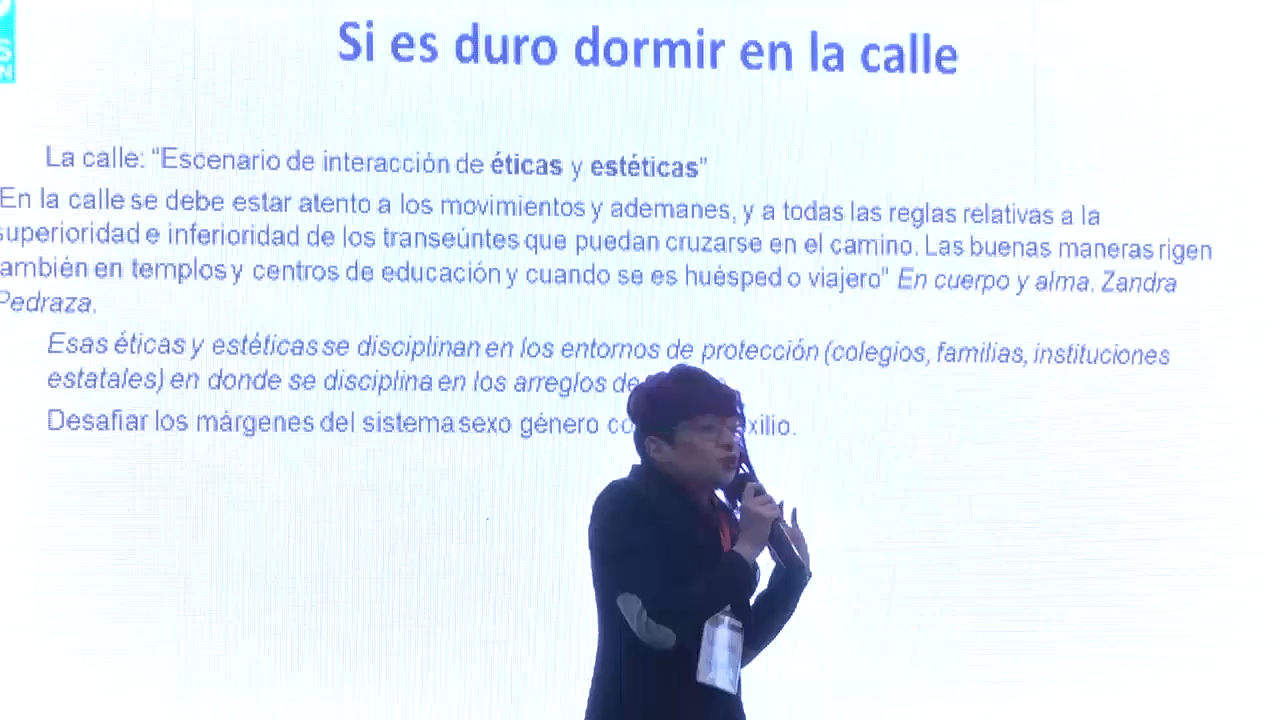 S
N
Si es duro dormir en la calle
La calle: "Escenario de interacción de éticas y estéticas"
En la calle se debe estar atento a los movimientos y ademanes, y a todas las reglas relativas a la
superioridad e inferioridad de los transeúntes que puedan cruzarse en el camino. Las buenas maneras rigen
ambién en templos y centros de educación y cuando se es huésped o viajero" En cuerpo y alma. Zandra
Pedraza.
Esas éticas y estéticas se disciplinan en los entornos de protección (colegios, familias, instituciones
estatales) en donde se disciplina en los arreglos de
Desafiar los márgenes del sistema sexo género co xilio.